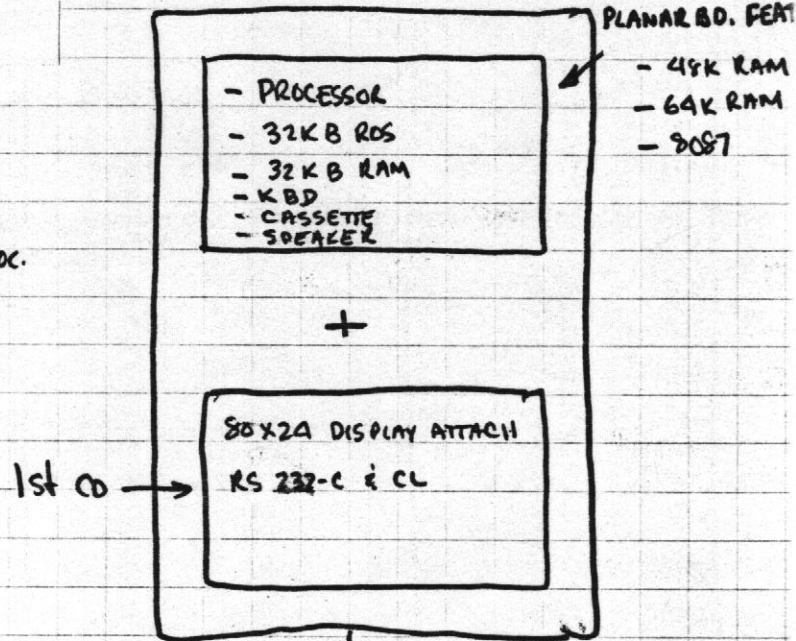 PLANAR BD. FEAT
- 48K RAM
- 64K RAM
- 8087
- PROCESSOR
- 32KB ROS
- 32KB RAM
- KBD
- CASSETTE
- SPEAKER
OC.
+
80X24 DISPLAY ATTACH
1st CD
RS 232-C & CL